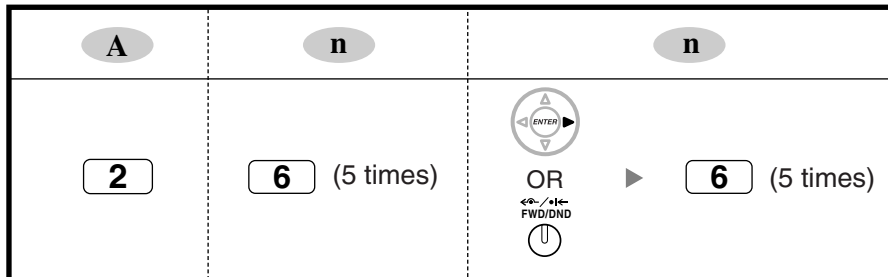 A n n
2 6 (5 times) ENTER 6 (5 times)
OR
FWD/DND